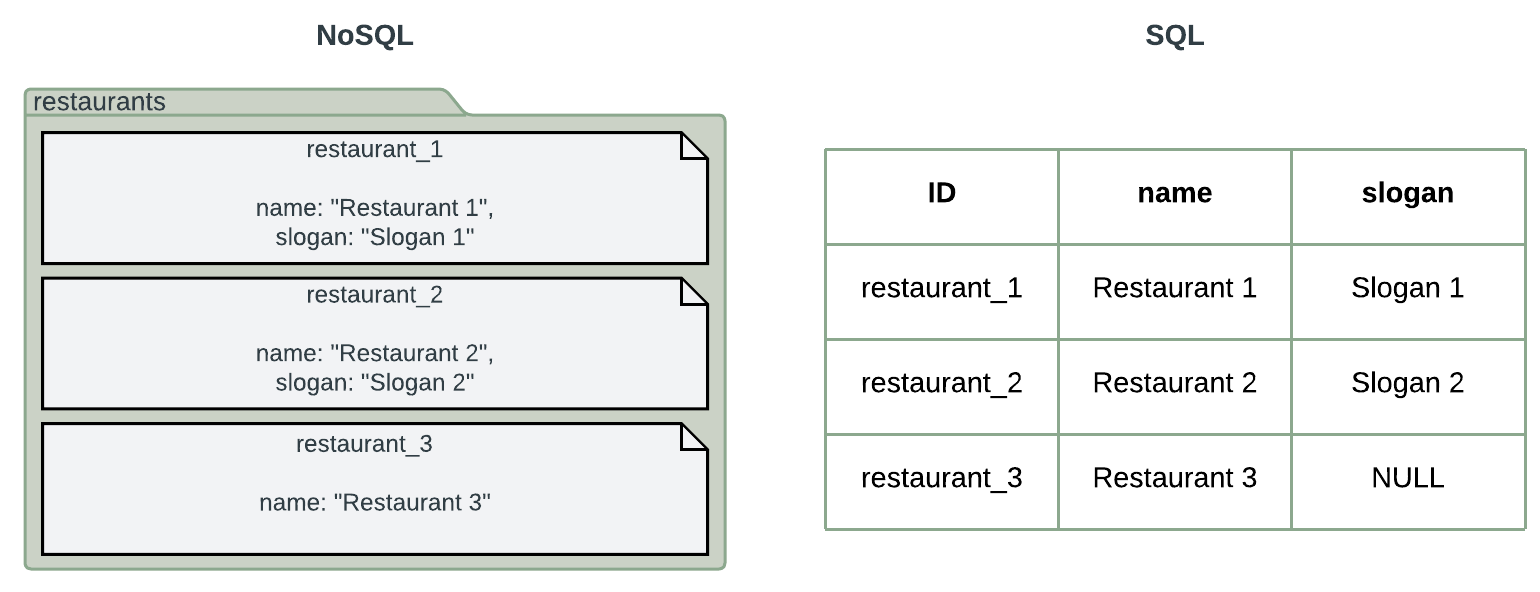 NoSQL
restaurants
restaurant_1
name: "Restaurant 1",
slogan: "Slogan 1"
restaurant_2
name: "Restaurant 2",
slogan: "Slogan 2"
restaurant_3
name: "Restaurant 3"
SQL
ID name slogan
restaurant_1 Restaurant 1 Slogan 1
restaurant_2 Restaurant 2 Slogan 2
restaurant_3 Restaurant 3 NULL